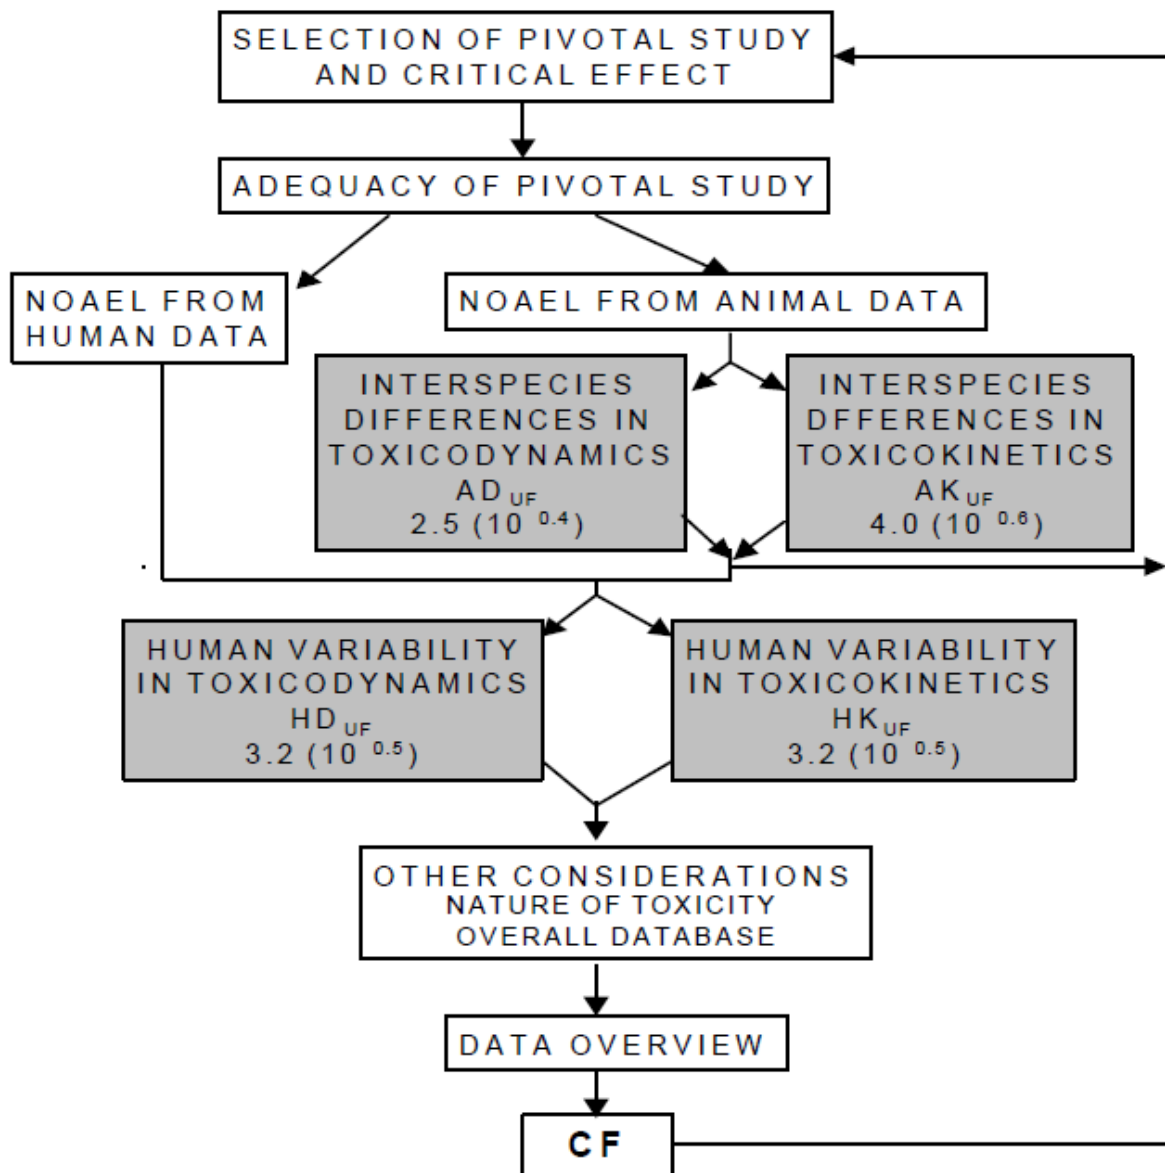 SELECTION OF PIVOTAL STUDY
AND CRITICAL EFFECT
ADEQUACY OF PIVOTAL STUDY
NOAEL FROM
HUMAN DATA
NOAEL FROM ANIMAL DATA
INTERSPECIES
DIFFERENCES IN
TOXICODYNAMICS
AD UF
2.5 (10 0.4)
INTERSPECIES
DFFERENCES IN
TOXICOKINETICS
AK UF
4.0 (10 0.6)
HUMAN VARIABILITY
IN TOXICODYNAMICS
HD UF
3.2 (10 0.5)
HUMAN VARIABILITY
IN TOXICOKINETICS
HK UF
3.2 (10 0.5)
OTHER CONSIDERATIONS
NATURE OF TOXICITY
OVERALL DATABASE
DATA OVERVIEW
CF